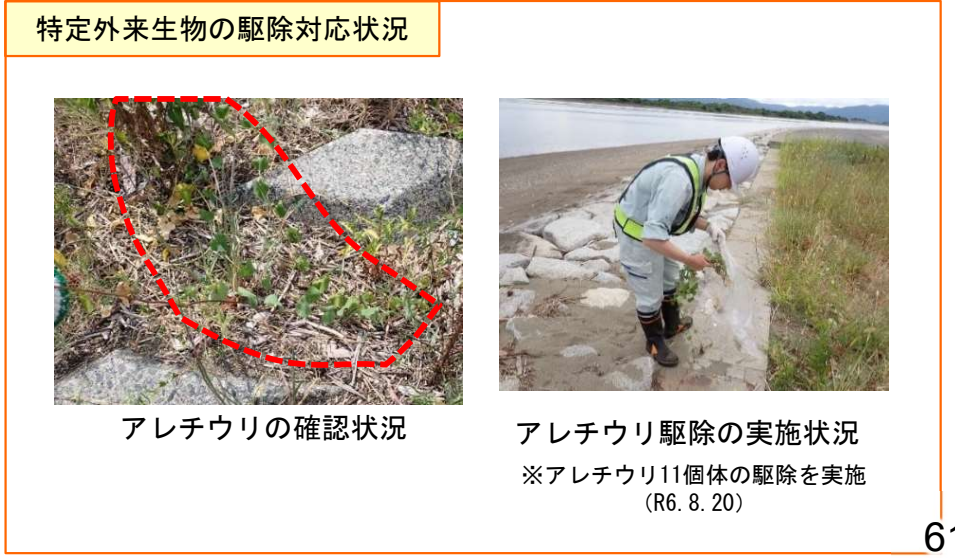 特定外来生物の駆除対応状況
アレチウリの確認状況
アレチウリ駆除の実施状況
※アレチウリ11個体の駆除を実施
(R6.8.20)
61